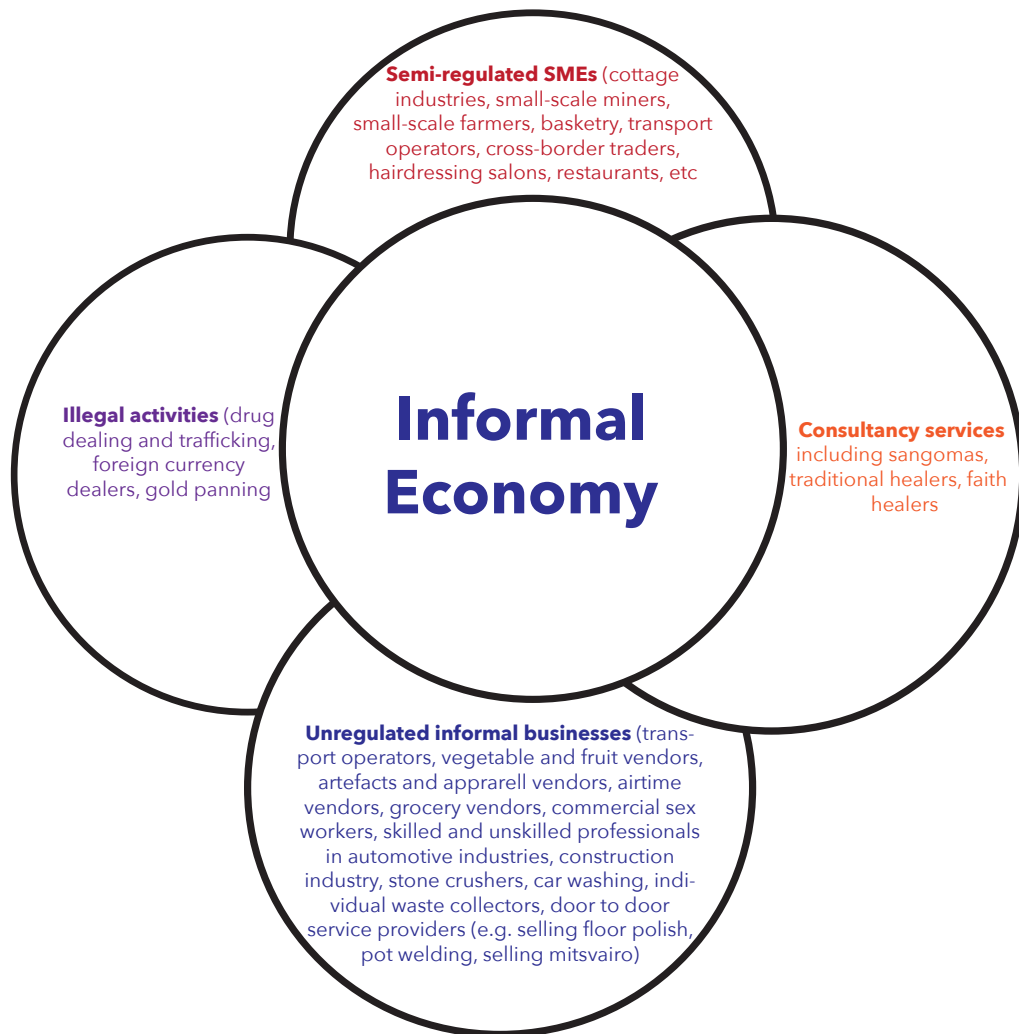 Semi-regulated SMEs (cottage
industries, small-scale miners,
small-scale farmers, basketry, transport
operators, cross-border traders,
hairdressing salons, restaurants, etc
Illegal activities (drug
dealing and trafficking,
foreign currency
dealers, gold panning
Informal
Economy
Consultancy services
including sangomas,
traditional healers, faith
healers
Unregulated informal businesses (trans-
port operators, vegetable and fruit vendors,
artefacts and apprarell vendors, airtime
vendors, grocery vendors, commercial sex
workers, skilled and unskilled professionals
in automotive industries, construction
industry, stone crushers, car washing, indi-
vidual waste collectors, door to door
service providers (e.g. selling floor polish,
pot welding, selling mitsvairo)